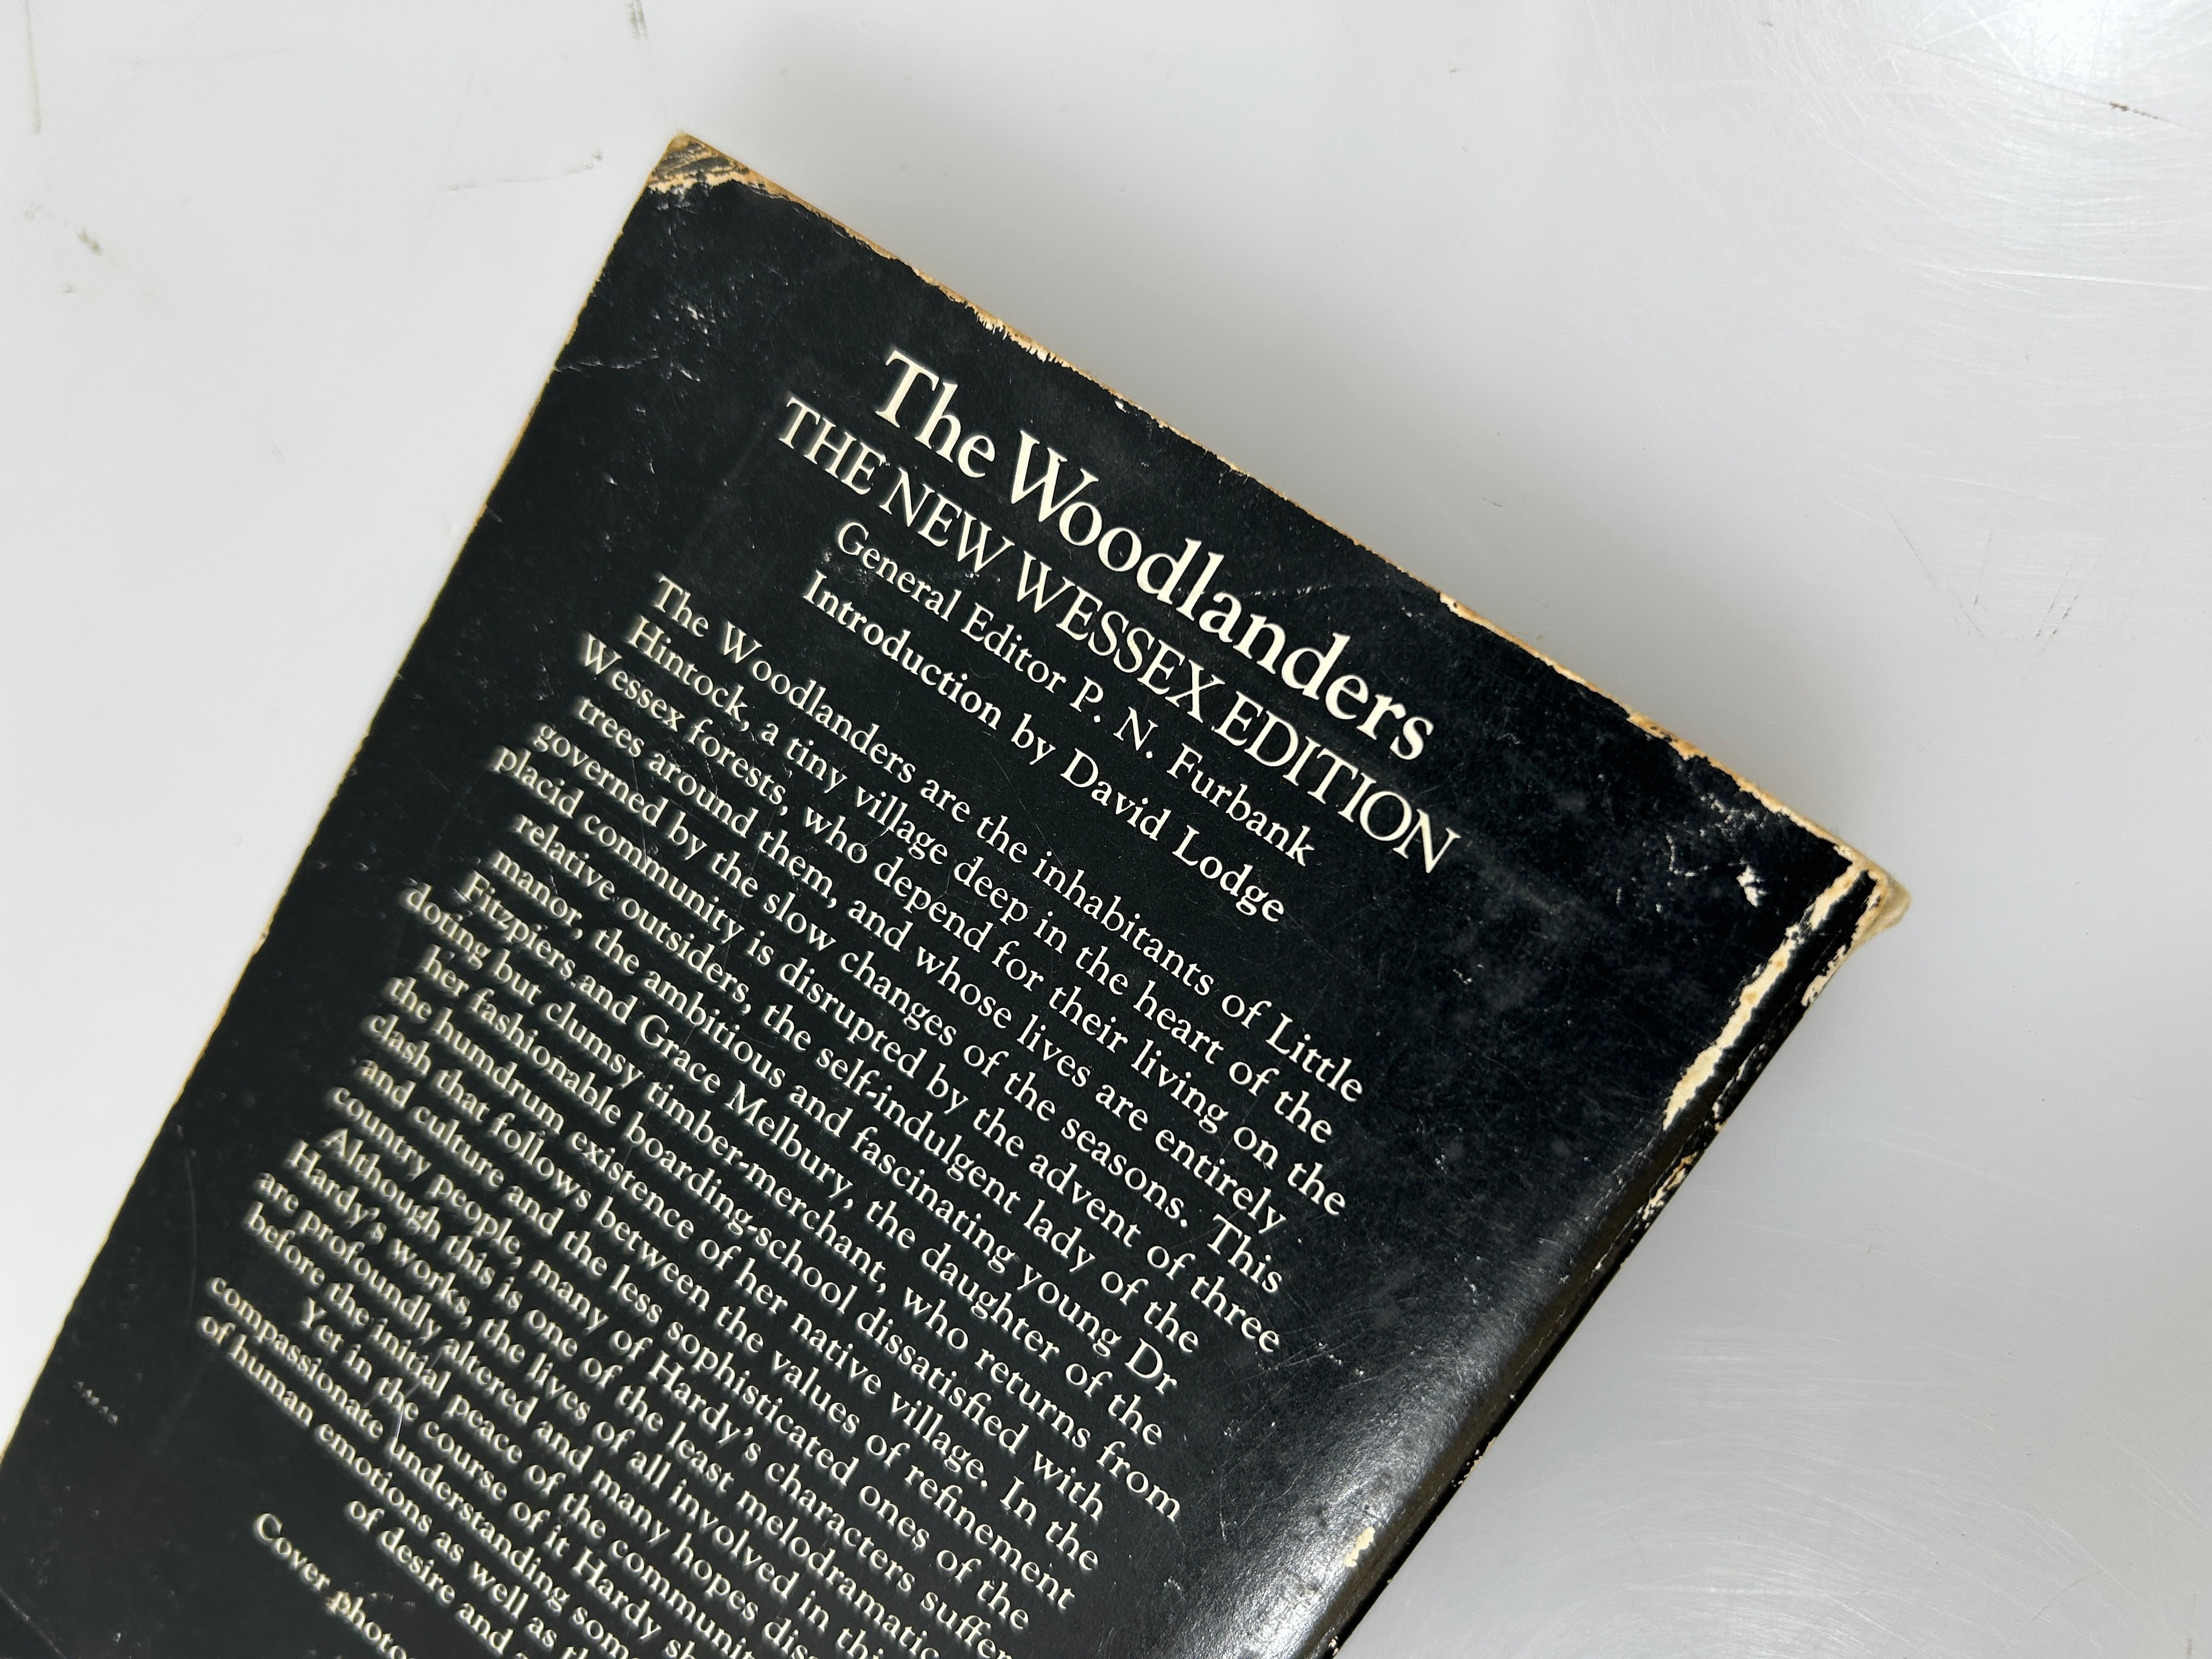 The Woodlanders
THE NEW WESSEX EDITION
General Editor P. N. Furbank
Introduction by David Lodge
The Woodlanders are the inhabitants of Little
Hintock, a tiny village deep in the heart of the
Wessex forests, who depend for their living on the
trees around them, and whose lives are entirely
governed by the slow changes of the seasons. This
placid community is disrupted by the advent of three
relative outsiders, the self-indulgent lady of the
manor, the ambitious and fascinating young Dr
Fitzpiers and Grace Melbury, the daughter of the
doting but clumsy timber-merchant, who returns from
her fashionable boarding-school dissatisfied with
the humdrum existence of her native village. In the
clash that follows between the values of refinement
and culture and the less sophisticated ones of the
country people, many of Hardy's characters suffer
Although this is one of the least melodramatic
Hardy's works, the lives of all involved in
are profoundly altered and many hopes
before the initial peace of the
Yet in the course of it Hardy
compassionate understanding
of human emotions as well as
of desire and
Cover